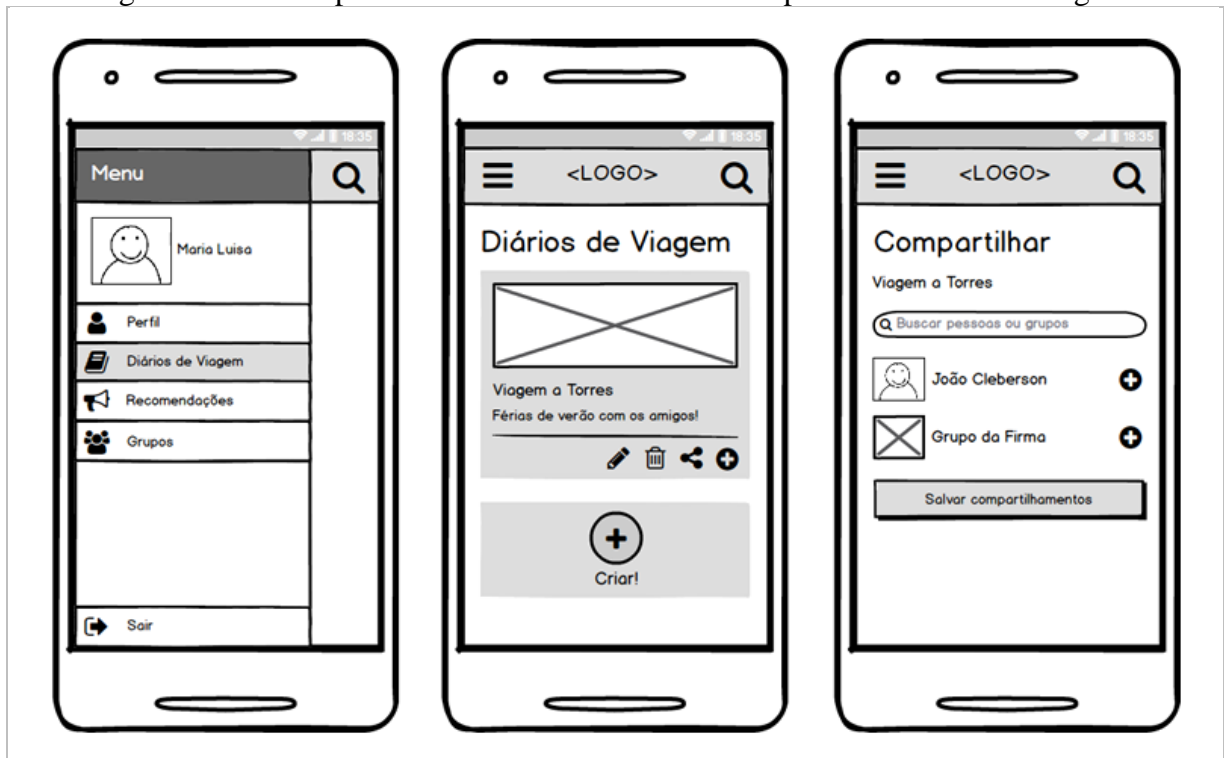 18:35
Menu
Maria Luisa
Perfil
Diários de Viagem
Recomendações
Grupos
Sair
18:35
<LOGO>
Diários de Viagem
Viagem a Torres
Férias de verão com os amigos!
Criar!
18:35
<LOGO>
Compartilhar
Viagem a Torres
Buscar pessoas ou grupos
João Cleberson
Grupo da Firma
Salvar compartilhamentos